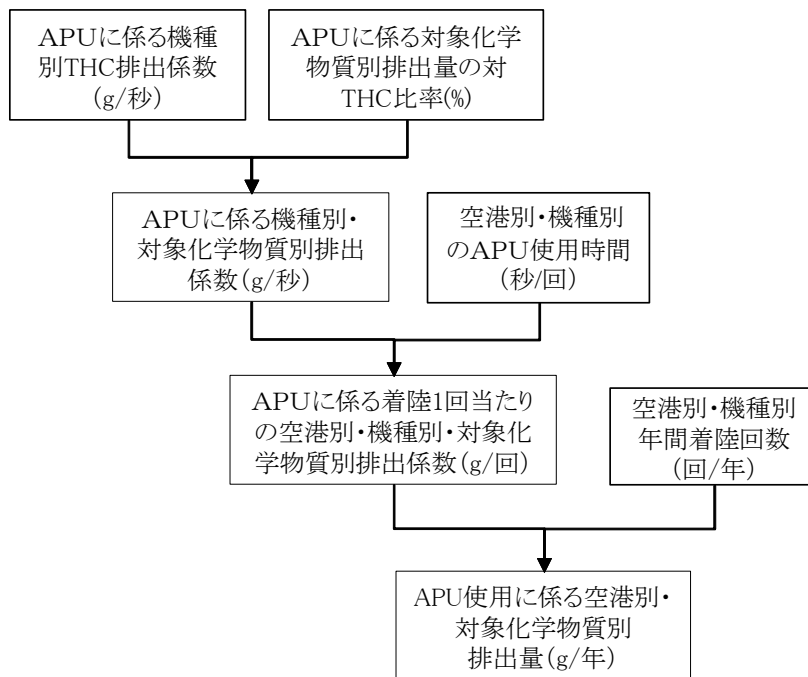 APUに係る機種
別THC排出係数
(g/秒)
APUに係る対象化学
物質別排出量の対
THC比率(%)
APUに係る機種別・
対象化学物質別排出
係数(g/秒)
空港別・機種別
のAPU使用時間
(秒/回)
APUに係る着陸1回当たり
の空港別・機種別・対象化
学物質別排出係数(g/回)
空港別・機種別
年間着陸回数
(回/年)
APU使用に係る空港別・
対象化学物質別
排出量(g/年)